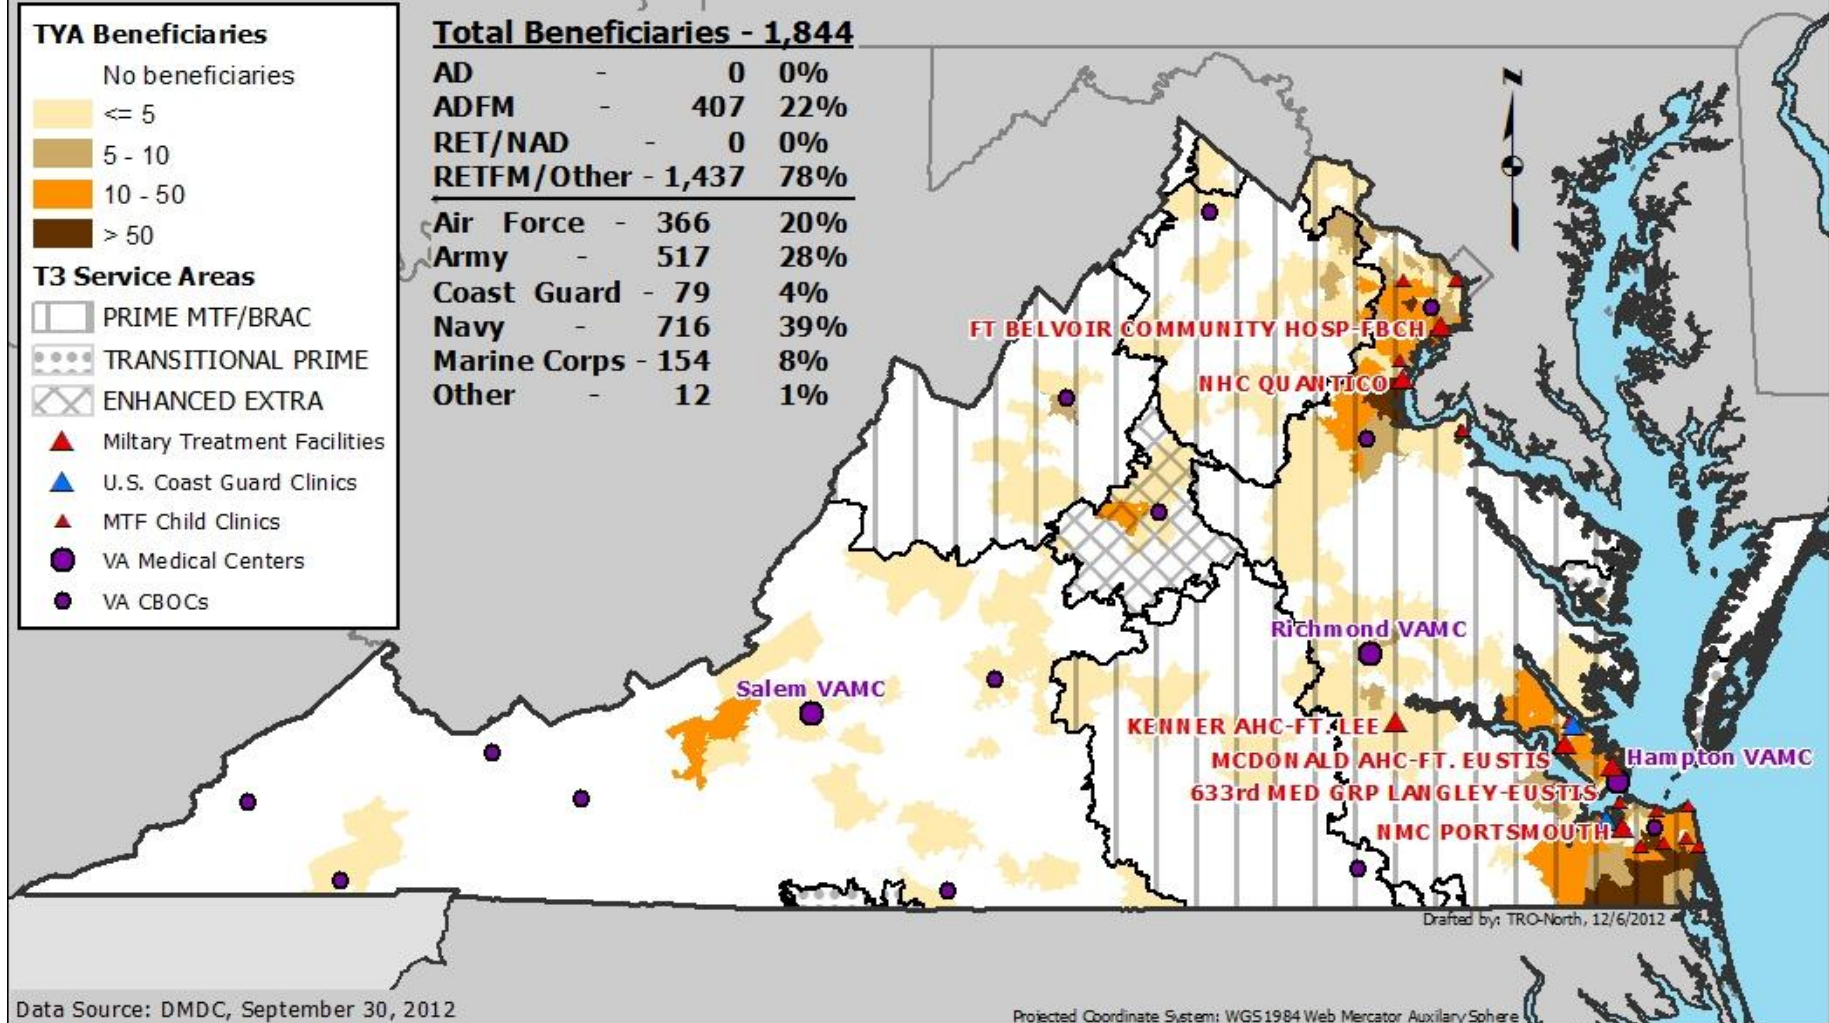 TYA Beneficiaries
No beneficiaries
<= 5
5 - 10
10 - 50
> 50
T3 Service Areas
PRIME MTF/BRAC
TRANSITIONAL PRIME
ENHANCED EXTRA
Miltary Treatment Facilities
U.S. Coast Guard Clinics
MTF Child Clinics
VA Medical Centers
VA CBOCs
Total Beneficiaries - 1,844
AD - 0 0%
ADFM - 407 22%
RET/NAD - 0 0%
RETFM/Other - 1,437 78%
Air Force - 366 20%
Army - 517 28%
Coast Guard - 79 4%
Navy - 716 39%
Marine Corps - 154 8%
Other - 12 1%
Z
FT BELVOIR COMMUNITY HOSP-FBCH
NHC QUANTICO
Richmond VAMC
Salem VAMC
KENNER AHC-FT. LEE
MCDONALD AHC-FT. EUSTIS
Hampton VAMC
633rd MED GRP LANGLEY-EUSTIS
NMC PORTSMOUTH
Drafted by: TRO-North, 12/6/2012
Data Source: DMDC, September 30, 2012
Projected Coordinate System: WGS1984 Web Mercator Auxilary Sphere